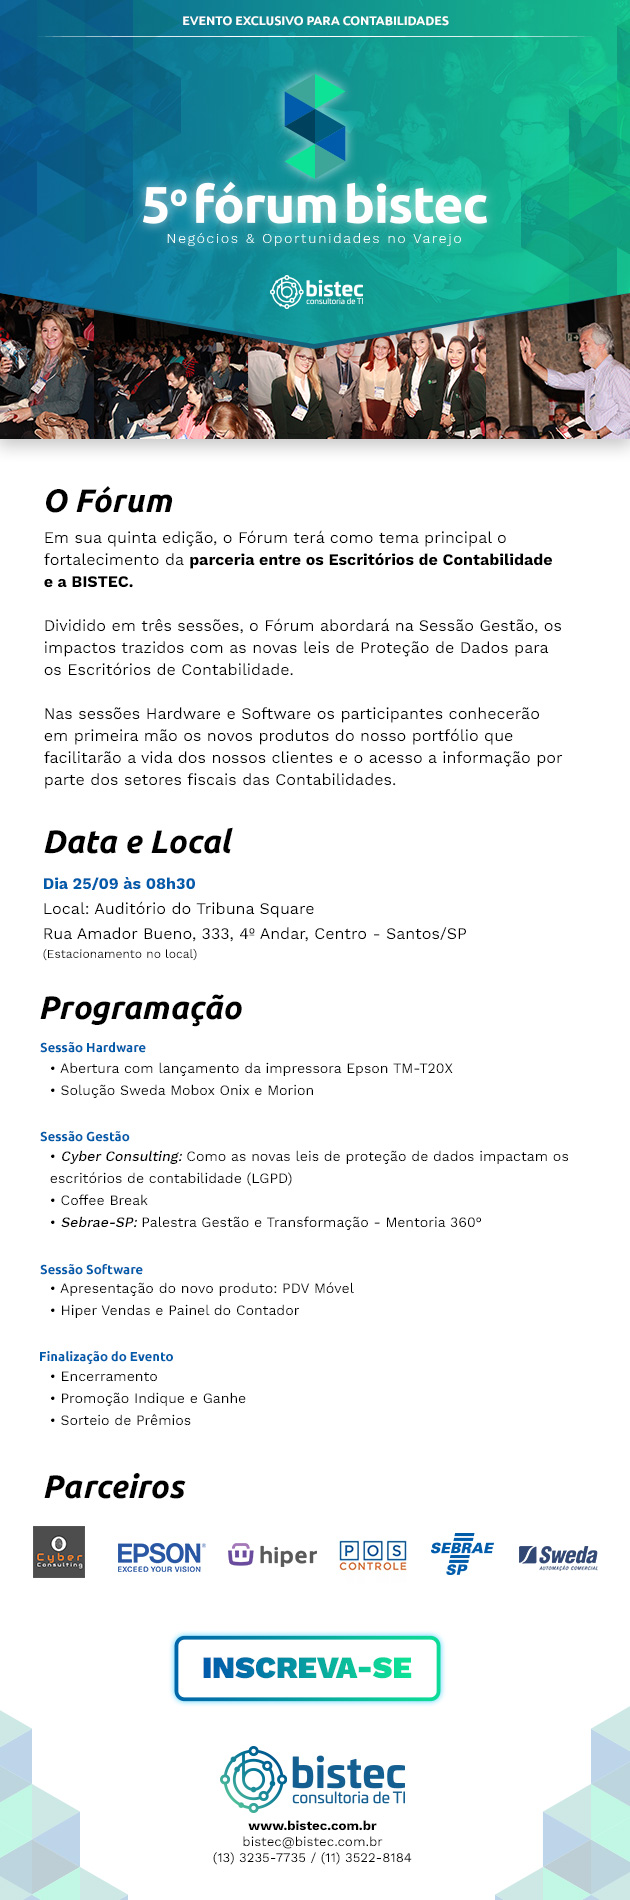 EVENTO EXCLUSIVO PARA CONTABILIDADES
5º fórum bistec
Negócios & Oportunidades no Varejo
bistec
consultoria de TI
O Fórum
Em sua quinta edição, o Fórum terá como tema principal o
fortalecimento da parceria entre os Escritórios de Contabilidade
e a BISTEC.
Dividido em três sessões, o Fórum abordará na Sessão Gestão, os
impactos trazidos com as novas leis de Proteção de Dados para
os Escritórios de Contabilidade.
Nas sessões Hardware e Software os participantes conhecerão
em primeira mão os novos produtos do nosso portfólio que
facilitarão a vida dos nossos clientes e o acesso a informação por
parte dos setores fiscais das Contabilidades.
Data e Local
Dia 25/09 às 08h30
Local: Auditório do Tribuna Square
Rua Amador Bueno, 333, 4º Andar, Centro - Santos/SP
(Estacionamento no local)
Programação
Sessão Hardware
• Abertura com lançamento da impressora Epson TM-T20X
• Solução Sweda Mobox Onix e Morion
Sessão Gestão
• Cyber Consulting: Como as novas leis de proteção de dados impactam os
escritórios de contabilidade (LGPD)
• Coffee Break
• Sebrae-SP: Palestra Gestão e Transformação - Mentoria 360°
Sessão Software
• Apresentação do novo produto: PDV Móvel
• Hiper Vendas e Painel do Contador
Finalização do Evento
• Encerramento
• Promoção Indique e Ganhe
• Sorteio de Prêmios
Parceiros
Cyber
Consulting
EPSON®
EXCEED YOUR VISION
hiper
POS
CONTROLE
SEBRAE
SP
Sweda
AUTOMAÇÃO COMERCIAL
INSCREVA-SE
bistec
consultoria de TI
www.bistec.com.br
bistec@bistec.com.br
(13) 3235-7735 / (11) 3522-8184